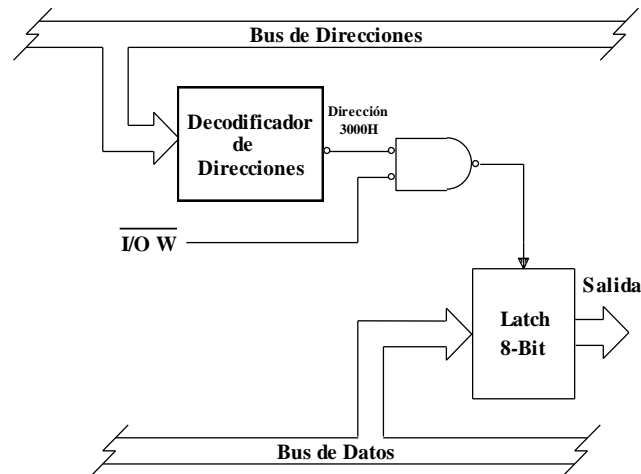 Bus de Direcciones
Decodificador
de
Direcciones
Dirección
3000H
I/O W
Salida
Latch
8-Bit
Bus de Datos